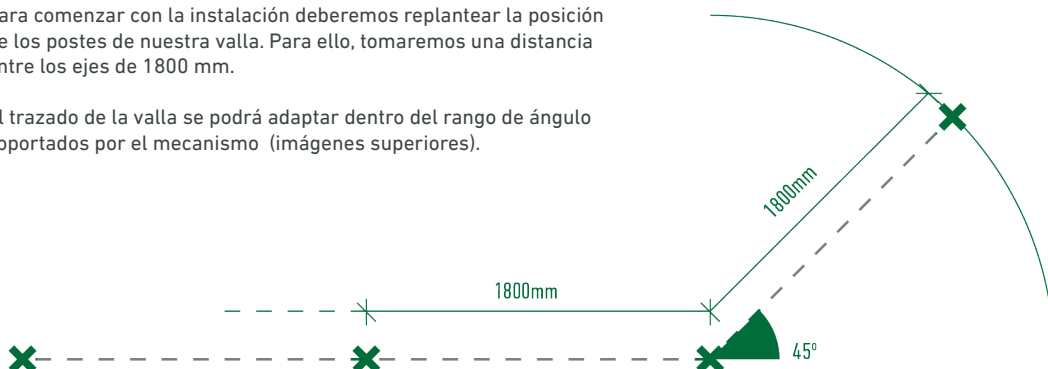 ara comenzar con la instalación deberemos replantear la posición
e los postes de nuestra valla. Para ello, tomaremos una distancia
ntre los ejes de 1800 mm.
l trazado de la valla se podrá adaptar dentro del rango de ángulo
oportados por el mecanismo (imágenes superiores).
1800mm
1800mm
45º